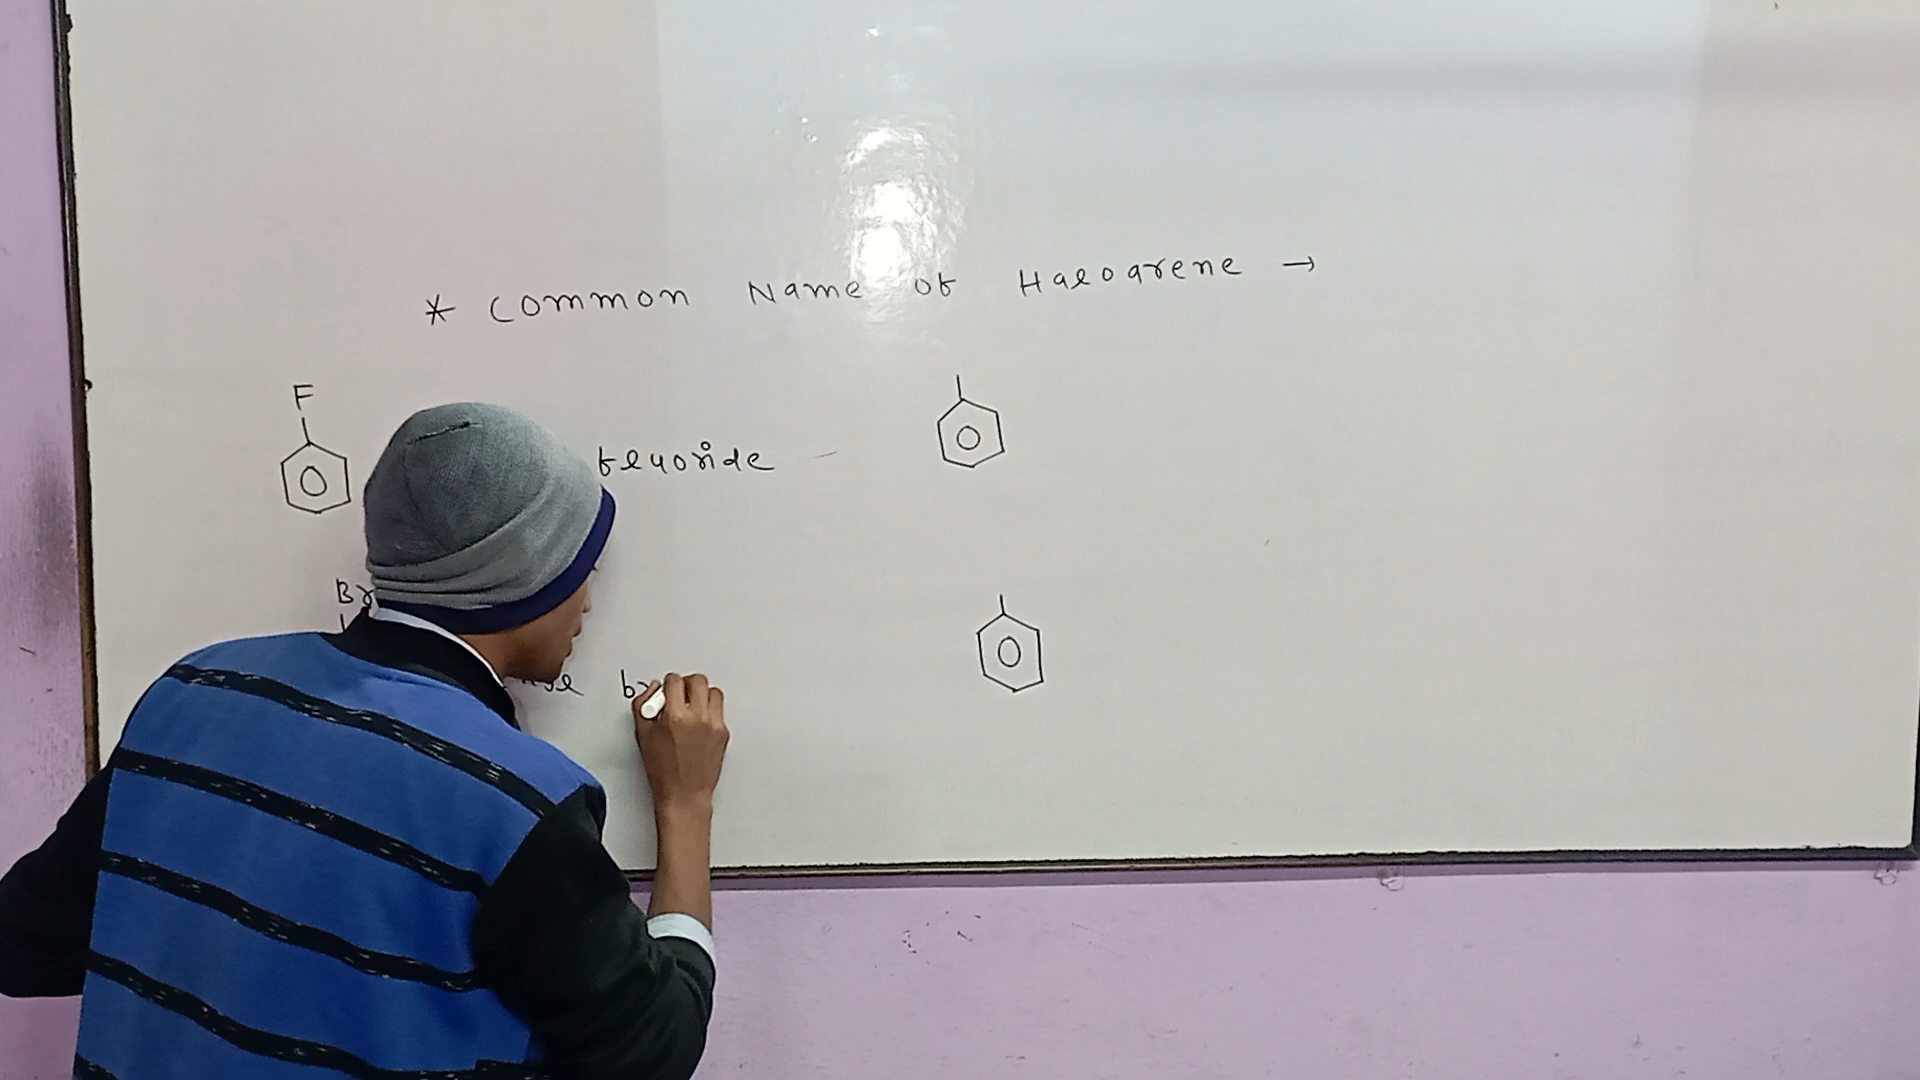 * Common Name of Haloarene →
F
fluoride
Br